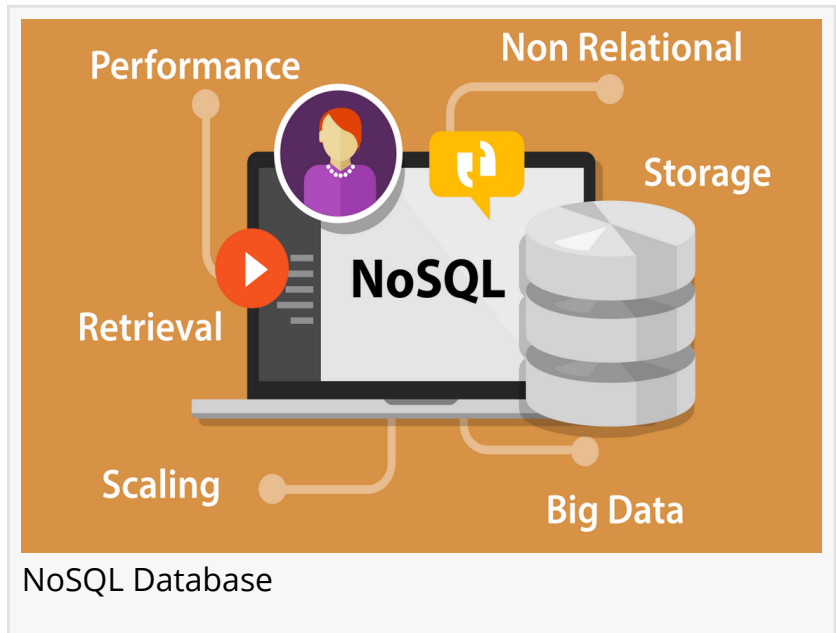 Performance
Non Relational
Storage
NoSQL
Retrieval
Scaling
Big Data
NoSQL Database